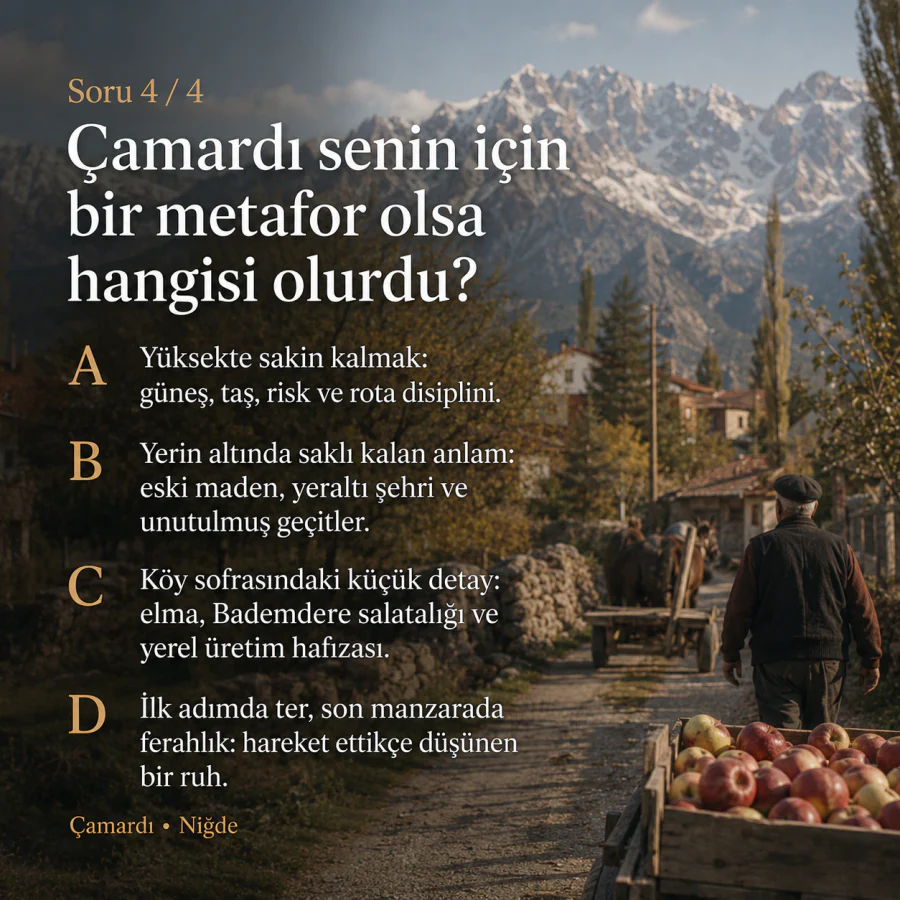 Soru 4 / 4
Çamardı senin için
bir metafor olsa
hangisi olurdu?
A
Yüksekte sakin kalmak:
güneş, taş, risk ve rota disiplini.
B
Yerin altında saklı kalan anlam:
eski maden, yeraltı şehri ve
unutulmuş geçitler.
C
Köy sofrasındaki küçük detay:
elma, Bademdere salatalığı ve
yerel üretim hafızası.
D
İlk adımda ter, son manzarada
ferahlık: hareket ettikçe düşünen
bir ruh.
Çamardı • Niğde